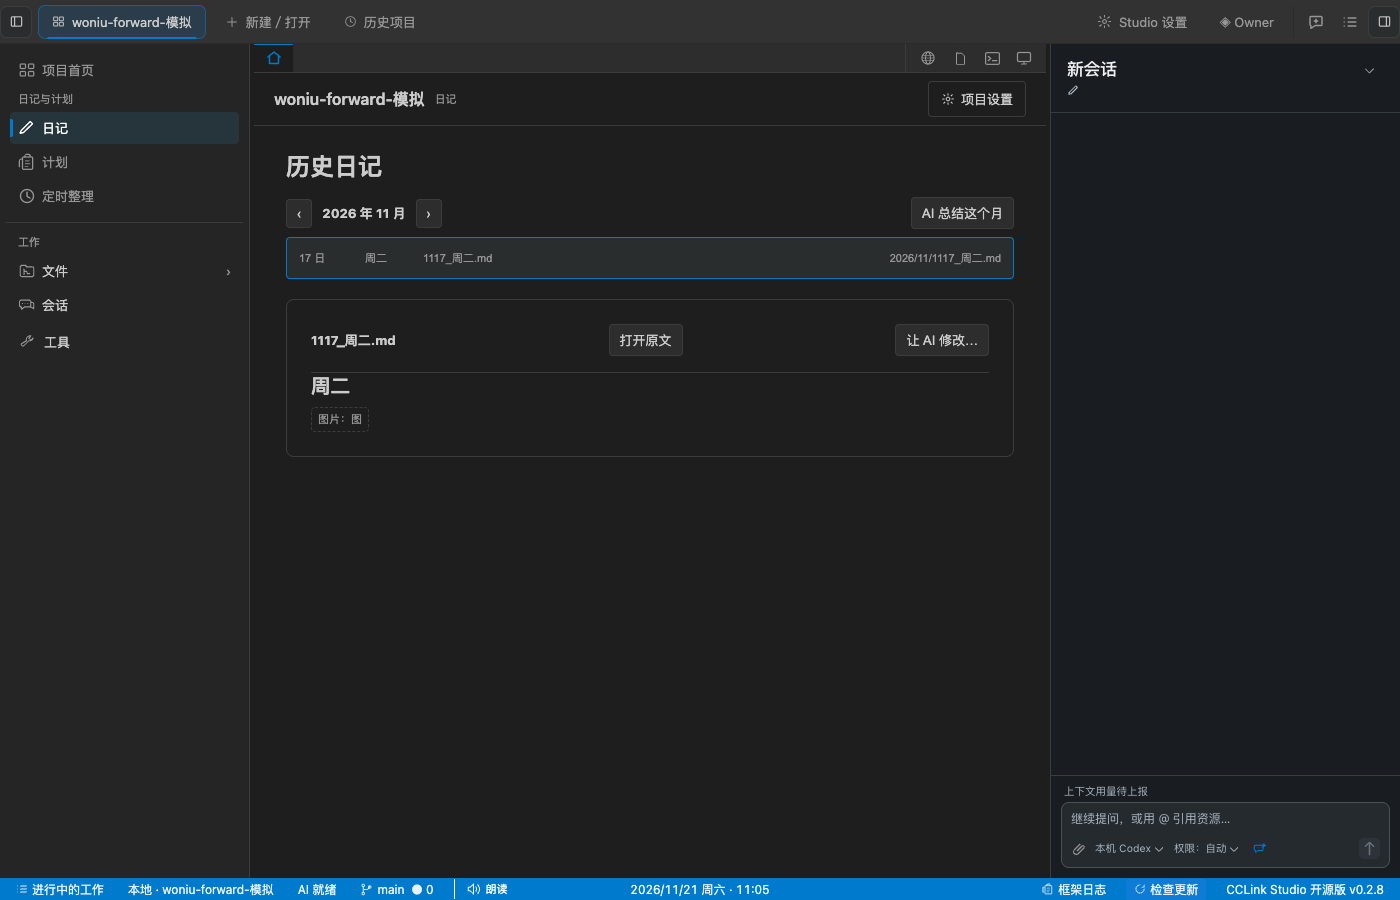 woniu-forward-模拟
新建 / 打开
历史项目
Studio 设置
Owner
项目首页
日记与计划
日记
计划
定时整理
工作
文件
会话
工具
woniu-forward-模拟 日记
项目设置
历史日记
2026 年 11 月
AI 总结这个月
17 日 周二 1117_周二.md 2026/11/1117_周二.md
1117_周二.md
打开原文
让 AI 修改...
周二
图片：图
新会话
上下文用量待上报
继续提问，或用 @ 引用资源...
本机 Codex 权限：自动
进行中的工作 本地 · woniu-forward-模拟 AI 就绪 main 0 朗读 2026/11/21 周六 · 11:05 框架日志 检查更新 CCLink Studio 开源版 v0.2.8